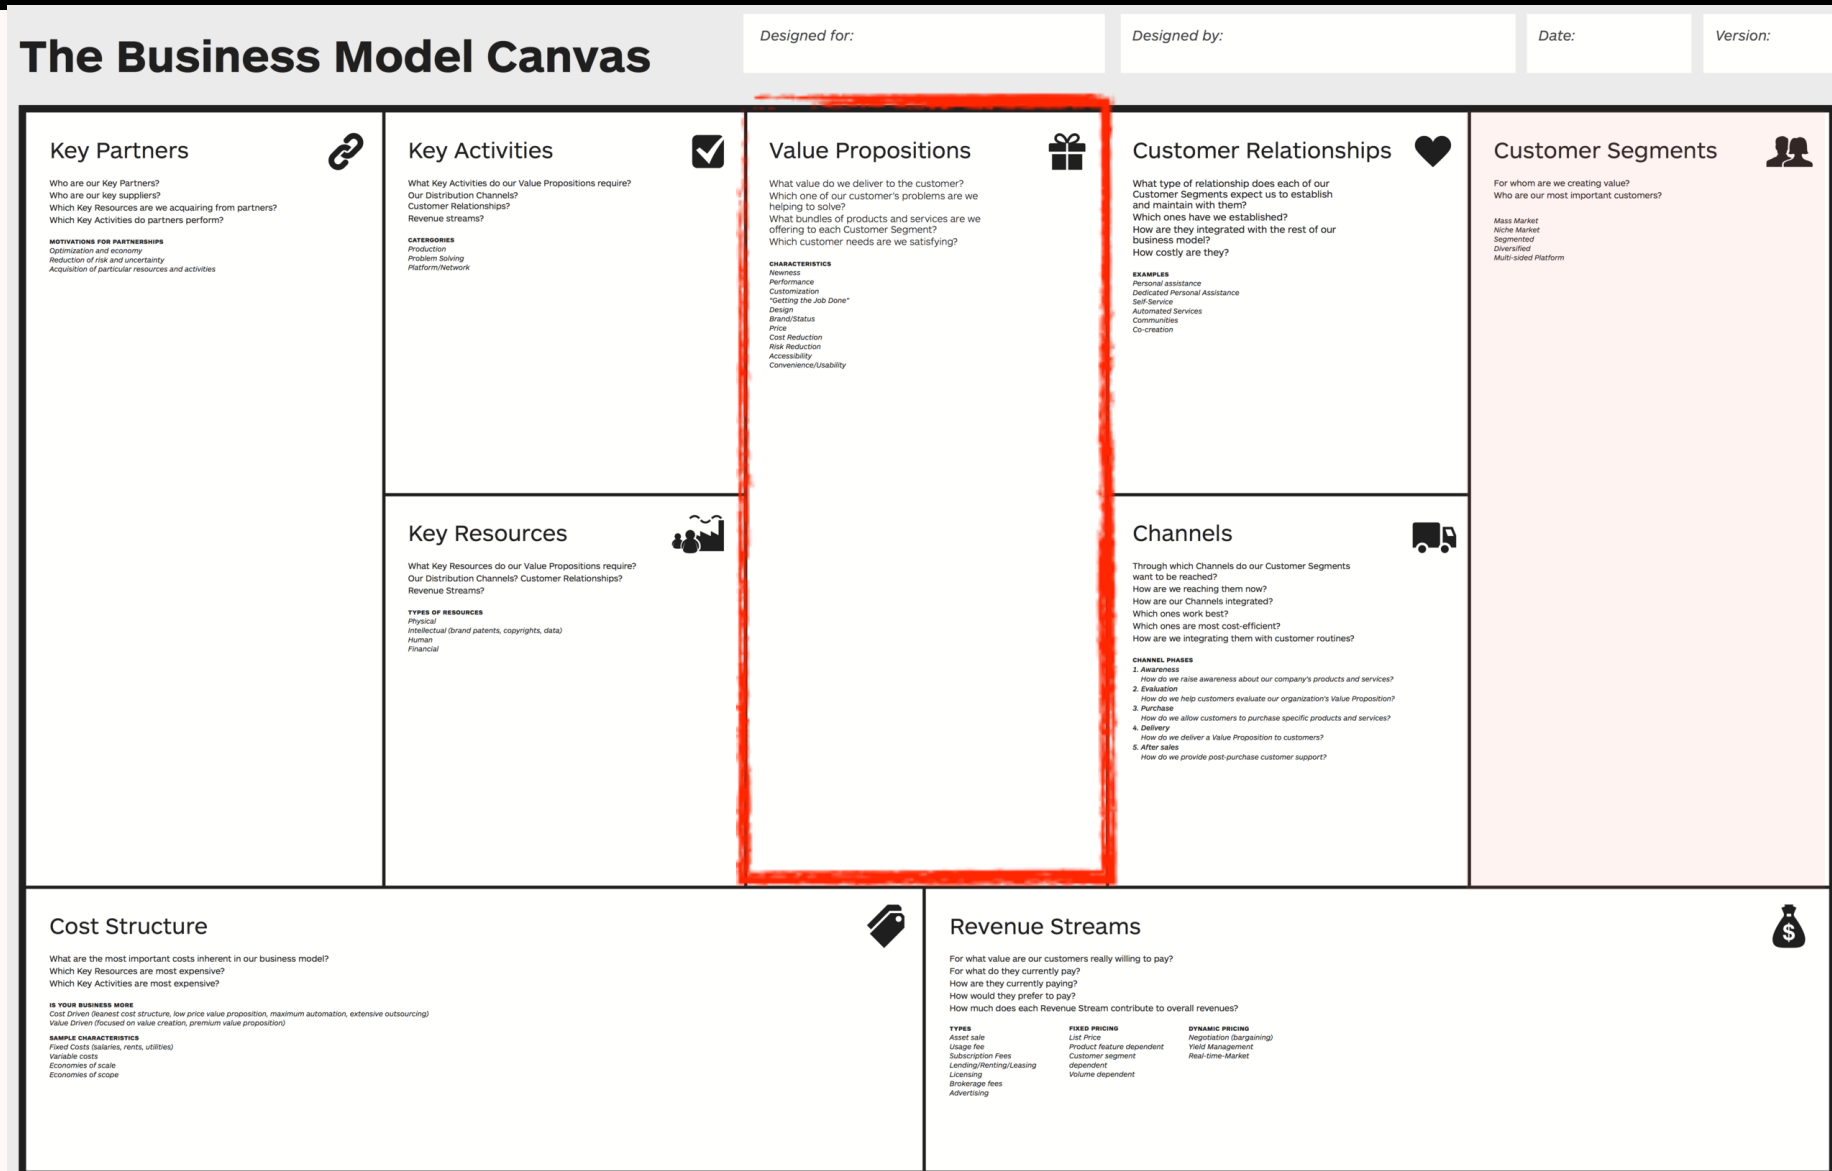 The Business Model Canvas
Designed for:
Designed by:
Date:
Version:
Key Partners
Who are our Key Partners?
Who are our key suppliers?
Which Key Resources are we acquairing from partners?
Which Key Activities do partners perform?
MOTIVATIONS FOR PARTNERSHIPS
Optimization and economy
Reduction of risk and uncertainty
Acquisition of particular resources and activities
Key Activities
What Key Activities do our Value Propositions require?
Our Distribution Channels?
Customer Relationships?
Revenue streams?
CATERGORIES
Production
Problem Solving
Platform/Network
Key Resources
What Key Resources do our Value Propositions require?
Our Distribution Channels? Customer Relationships?
Revenue Streams?
TYPES OF RESOURCES
Physical
Intellectual (brand patents, copyrights, data)
Human
Financial
Value Propositions
What value do we deliver to the customer?
Which one of our customer's problems are we
helping to solve?
What bundles of products and services are we
offering to each Customer Segment?
Which customer needs are we satisfying?
CHARACTERISTICS
Newness
Performance
Customization
"Getting the Job Done"
Design
Brand/Status
Price
Cost Reduction
Risk Reduction
Accessibility
Convenience/Usability
Customer Relationships
What type of relationship does each of our
Customer Segments expect us to establish
and maintain with them?
Which ones have we established?
How are they integrated with the rest of our
business model?
How costly are they?
EXAMPLES
Personal assistance
Dedicated Personal Assistance
Self-Service
Automated Services
Communities
Co-creation
Channels
Through which Channels do our Customer Segments
want to be reached?
How are we reaching them now?
How are our Channels integrated?
Which ones work best?
Which ones are most cost-efficient?
How are we integrating them with customer routines?
CHANNEL PHASES
1. Awareness
How do we raise awareness about our company's products and services?
2. Evaluation
How do we help customers evaluate our organization's Value Proposition?
3. Purchase
How do we allow customers to purchase specific products and services?
4. Delivery
How do we deliver a Value Proposition to customers?
5. After sales
How do we provide post-purchase customer support?
Customer Segments
For whom are we creating value?
Who are our most important customers?
Mass Market
Niche Market
Segmented
Diversified
Multi-sided Platform
Cost Structure
What are the most important costs inherent in our business model?
Which Key Resources are most expensive?
Which Key Activities are most expensive?
IS YOUR BUSINESS MORE
Cost Driven (leanest cost structure, low price value proposition, maximum automation, extensive outsourcing)
Value Driven (focused on value creation, premium value proposition)
SAMPLE CHARACTERISTICS
Fixed Costs (salaries, rents, utilities)
Variable costs
Economies of scale
Economies of scope
Revenue Streams
For what value are our customers really willing to pay?
For what do they currently pay?
How are they currently paying?
How would they prefer to pay?
How much does each Revenue Stream contribute to overall revenues?
TYPES
Asset sale
Usage fee
Subscription Fees
Lending/Renting/Leasing
Licensing
Brokerage fees
Advertising
FIXED PRICING
List Price
Product feature dependent
Customer segment
dependent
Volume dependent
DYNAMIC PRICING
Negotiation (bargaining)
Yield Management
Real-time-Market
$